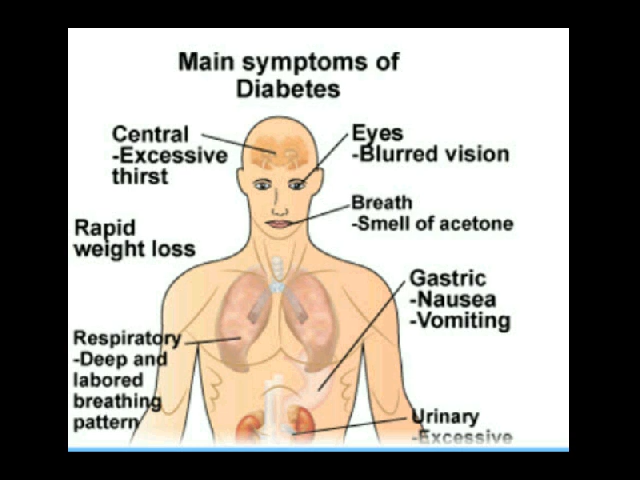 Main symptoms of
Diabetes
Central
-Excessive
thirst
Eyes
-Blurred vision
Breath
-Smell of acetone
Rapid
weight loss
Gastric
-Nausea
-Vomiting
Respiratory
-Deep and
labored
breathing
pattern
Urinary
-Excessive